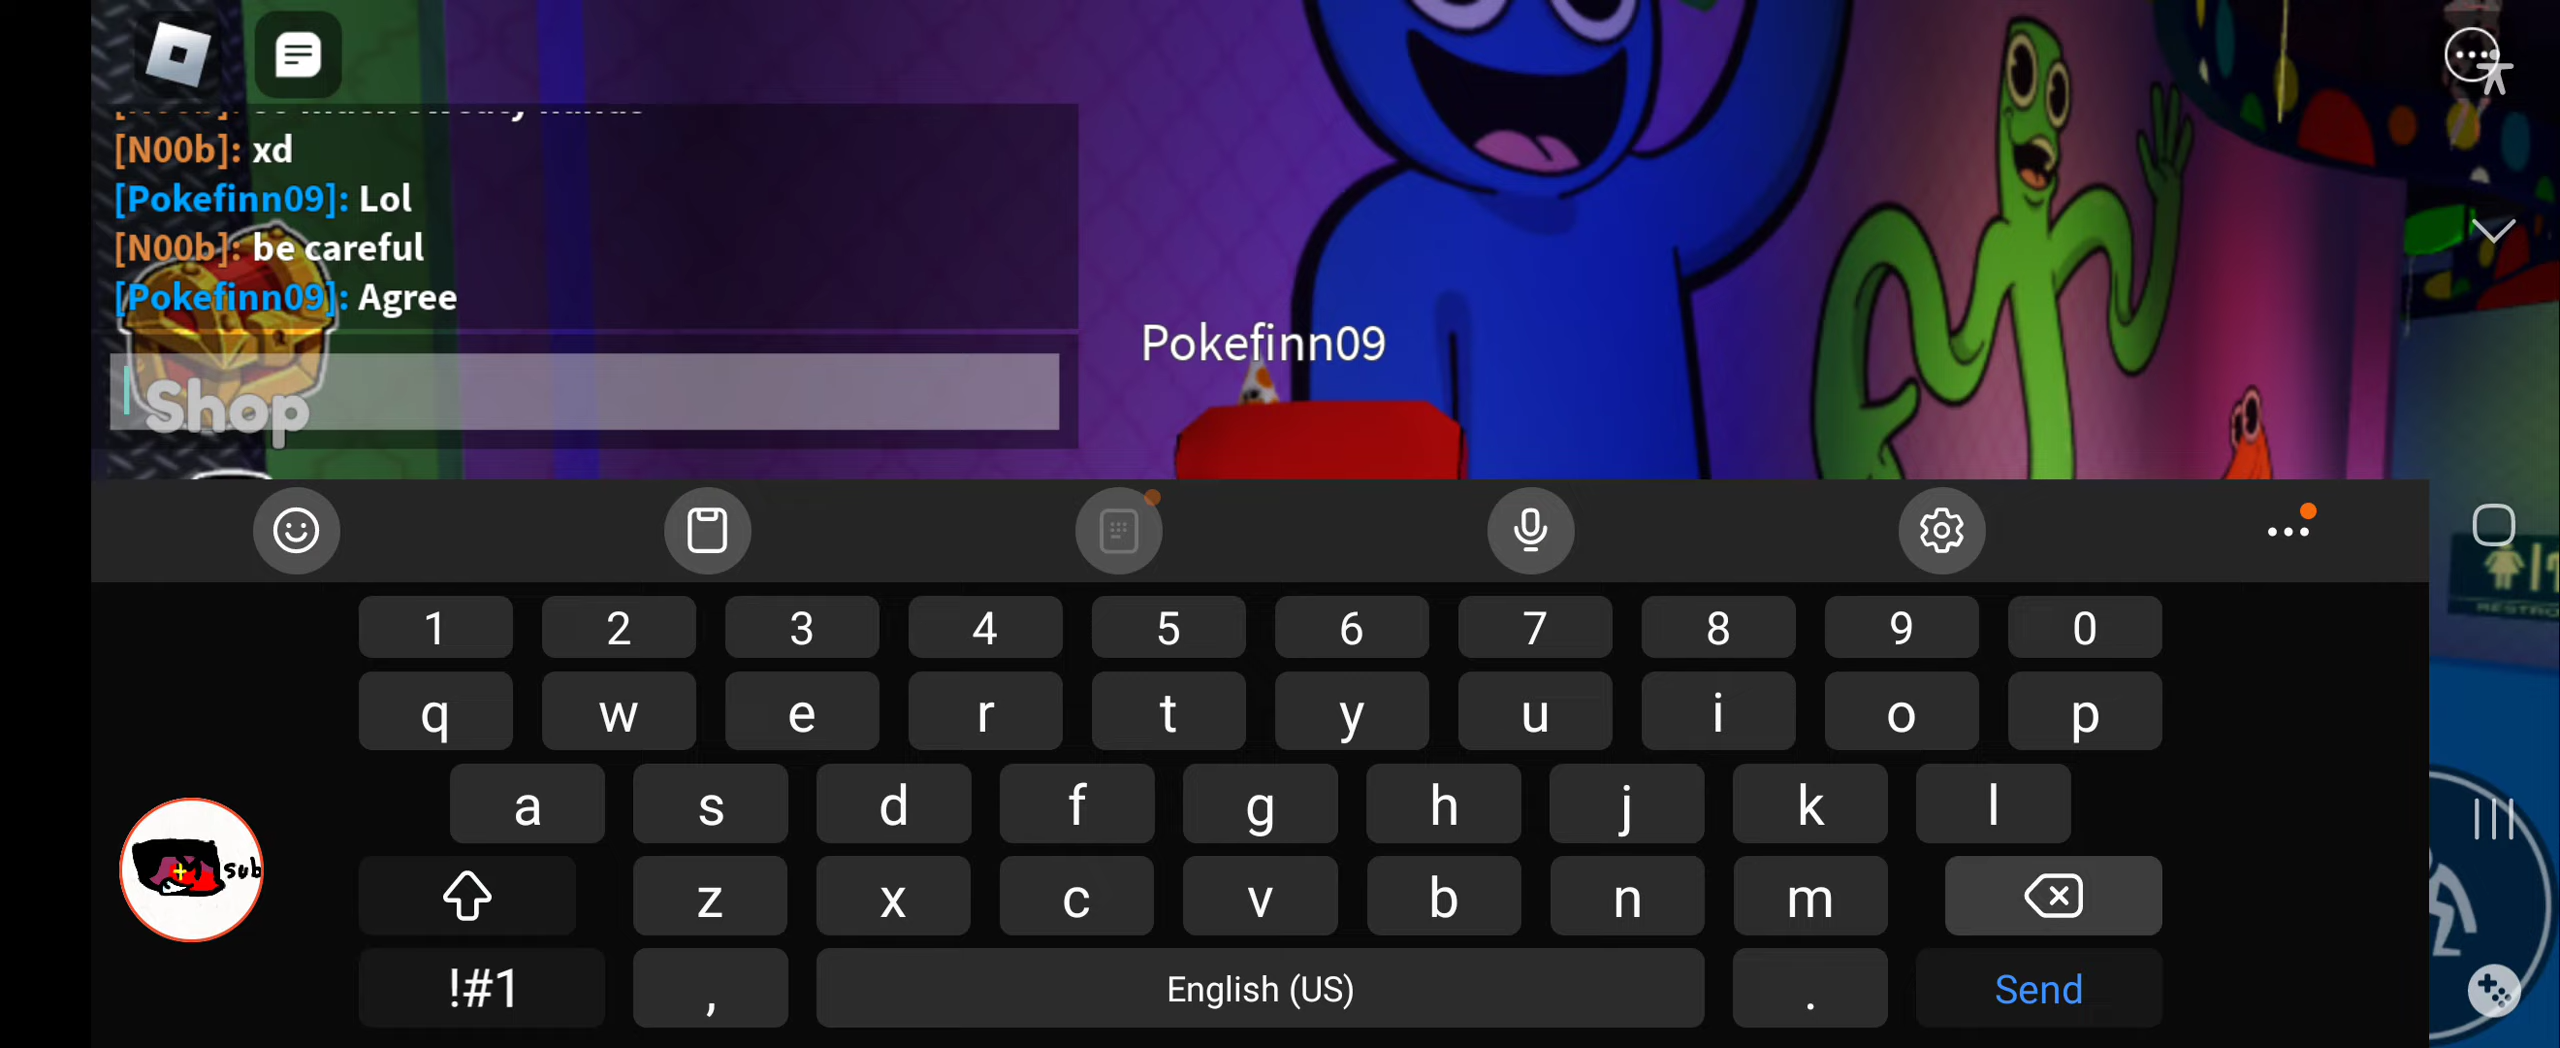 [N00b]: xd
[Pokefinn09]: Lol
[N00b]: be careful
[Pokefinn09]: Agree
Shop
Pokefinn09
1 2 3 4 5 6 7 8 9 0
q w e r t y u i o p
a s d f g h j k l
sub
z x c v b n m
!#1 , English (US) . Send